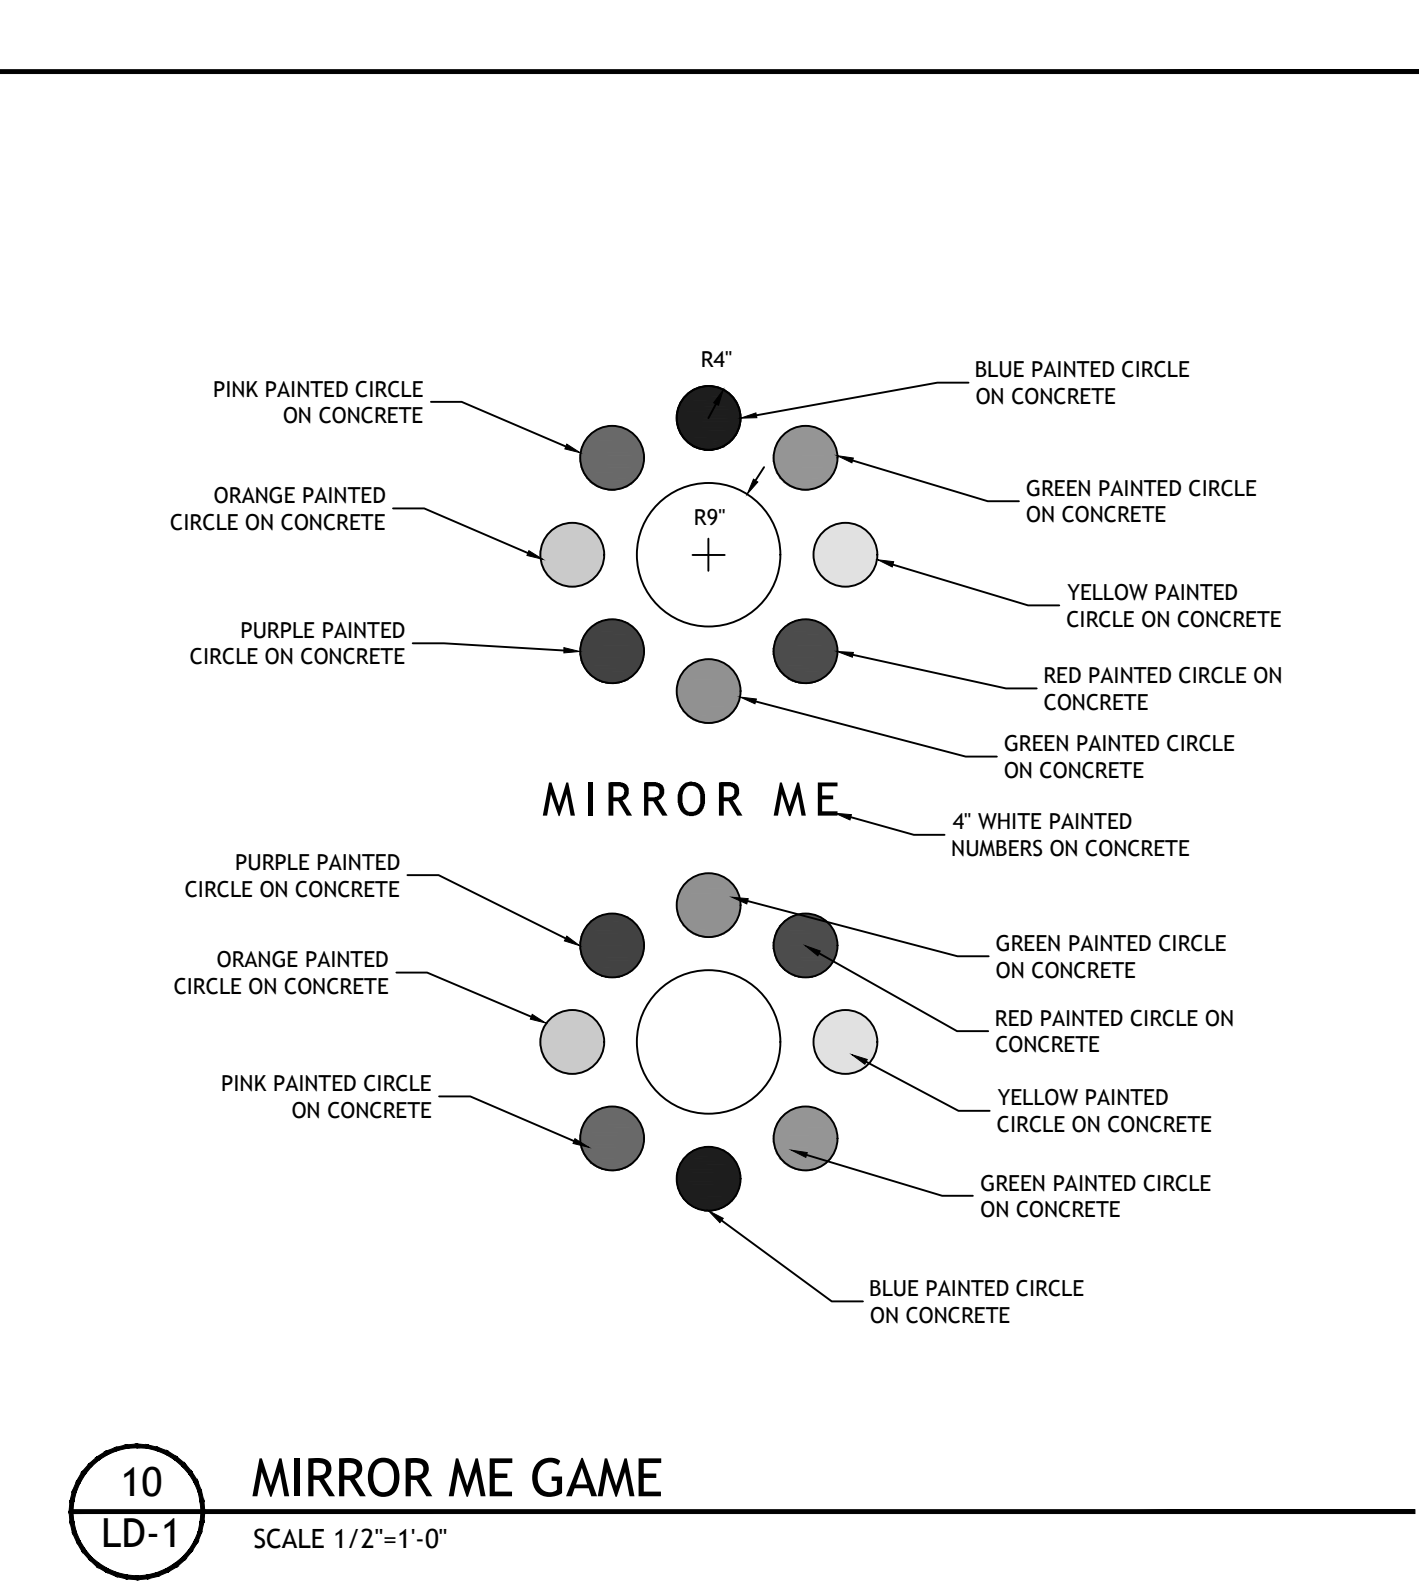 R4"
BLUE PAINTED CIRCLE
ON CONCRETE
PINK PAINTED CIRCLE
ON CONCRETE
GREEN PAINTED CIRCLE
ON CONCRETE
ORANGE PAINTED
CIRCLE ON CONCRETE
R9"
YELLOW PAINTED
CIRCLE ON CONCRETE
PURPLE PAINTED
CIRCLE ON CONCRETE
RED PAINTED CIRCLE ON
CONCRETE
GREEN PAINTED CIRCLE
ON CONCRETE
MIRROR ME
4" WHITE PAINTED
NUMBERS ON CONCRETE
PURPLE PAINTED
CIRCLE ON CONCRETE
GREEN PAINTED CIRCLE
ON CONCRETE
ORANGE PAINTED
CIRCLE ON CONCRETE
RED PAINTED CIRCLE ON
CONCRETE
PINK PAINTED CIRCLE
ON CONCRETE
YELLOW PAINTED
CIRCLE ON CONCRETE
GREEN PAINTED CIRCLE
ON CONCRETE
BLUE PAINTED CIRCLE
ON CONCRETE
10
LD-1
MIRROR ME GAME
SCALE 1/2"=1'-0"